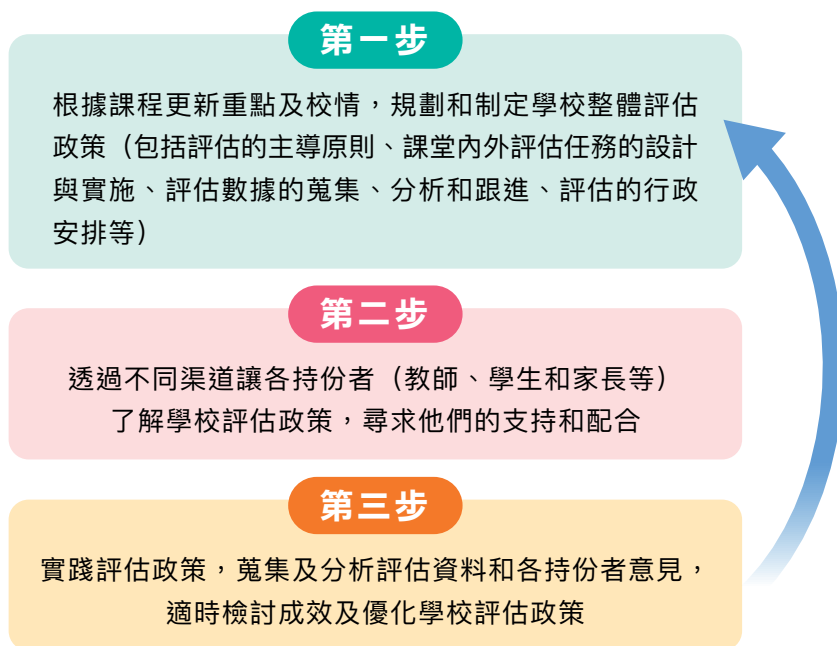 第一步
根據課程更新重點及校情，規劃和制定學校整體評估
政策（包括評估的主導原則、課堂內外評估任務的設計
與實施、評估數據的蒐集、分析和跟進、評估的行政
安排等）
第二步
透過不同渠道讓各持份者（教師、學生和家長等）
了解學校評估政策，尋求他們的支持和配合
第三步
實踐評估政策，蒐集及分析評估資料和各持份者意見，
適時檢討成效及優化學校評估政策